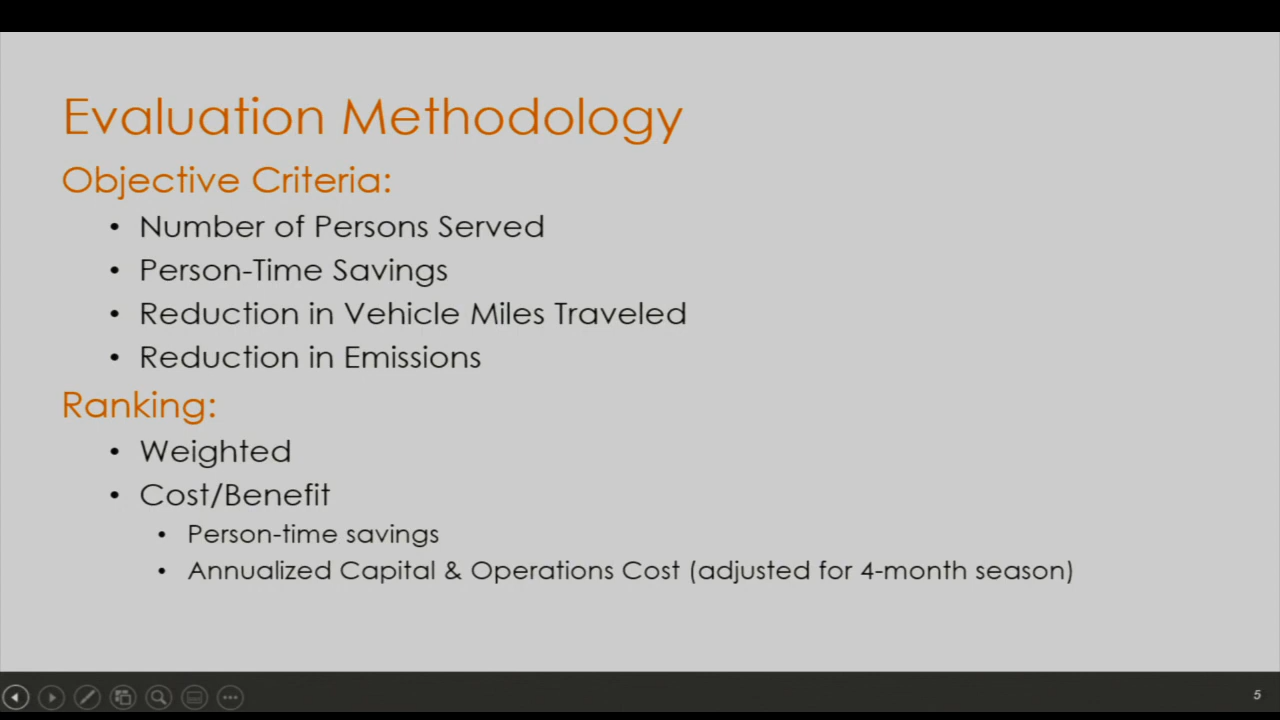 Evaluation Methodology
Objective Criteria:
• Number of Persons Served
• Person-Time Savings
• Reduction in Vehicle Miles Traveled
• Reduction in Emissions
Ranking:
• Weighted
• Cost/Benefit
• Person-time savings
• Annualized Capital & Operations Cost (adjusted for 4-month season)
5